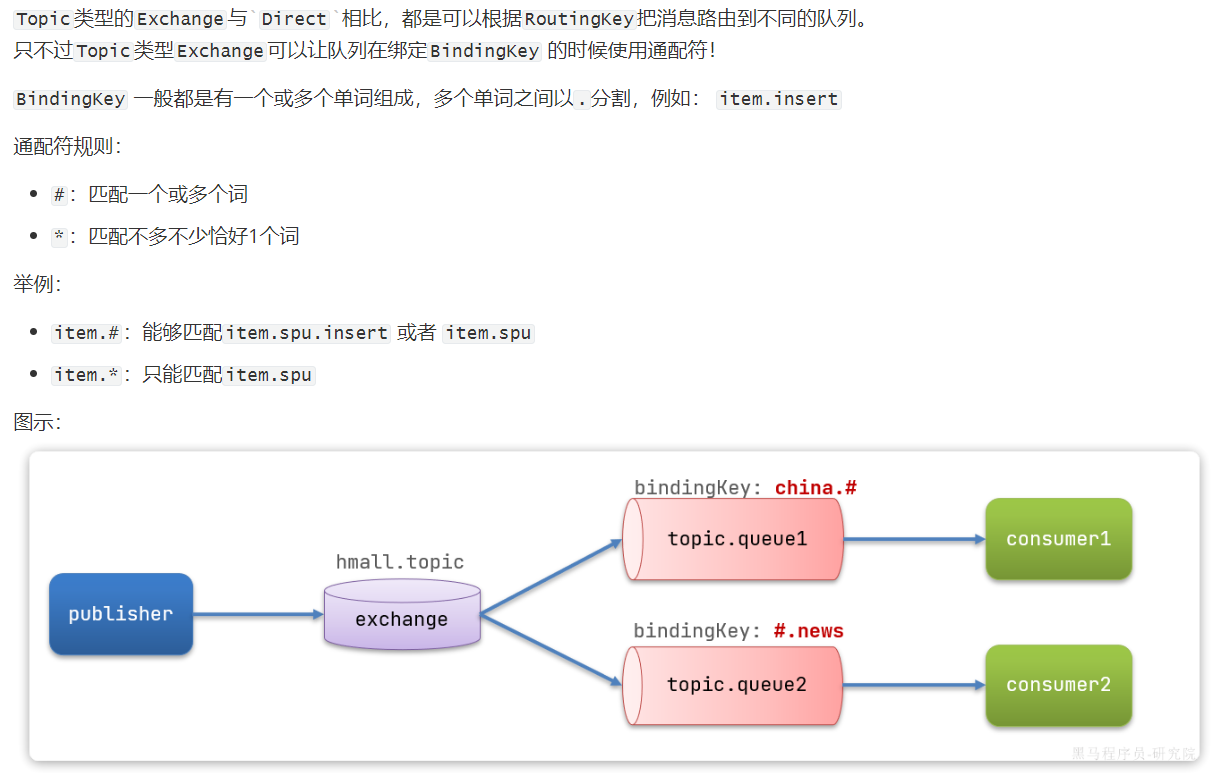 Topic类型的Exchange与`Direct`相比，都是可以根据RoutingKey把消息路由到不同的队列。
只不过Topic类型Exchange可以让队列在绑定BindingKey 的时候使用通配符！
BindingKey 一般都是有一个或多个单词组成，多个单词之间以.分割，例如： item.insert
通配符规则：
#：匹配一个或多个词
*：匹配不多不少恰好1个词
举例：
item.#：能够匹配item.spu.insert 或者 item.spu
item.*：只能匹配item.spu
图示：
bindingKey: china.#
topic.queue1
consumer1
hmall.topic
publisher
exchange
bindingKey: #.news
topic.queue2
consumer2
黑马程序员-研究院